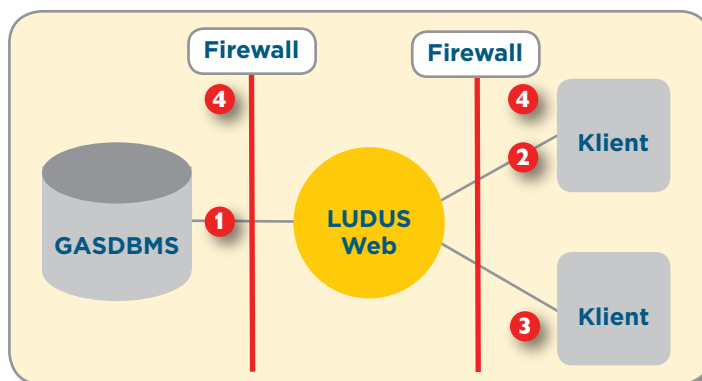 Firewall
Firewall
4
4
Klient
2
1
LUDUS
Web
GASDBMS
3
Klient